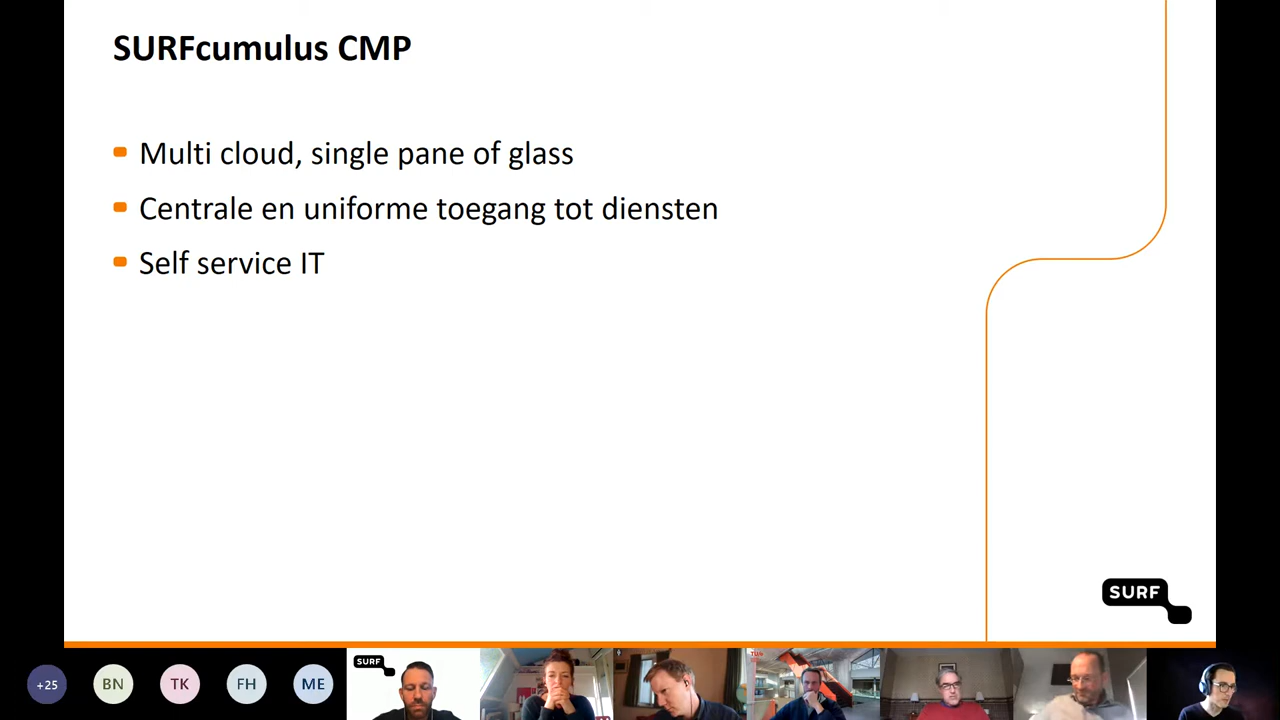 SURFcumulus CMP
Multi cloud, single pane of glass
Centrale en uniforme toegang tot diensten
Self service IT
SURF
+25
BN
TK
FH
ME
SURF